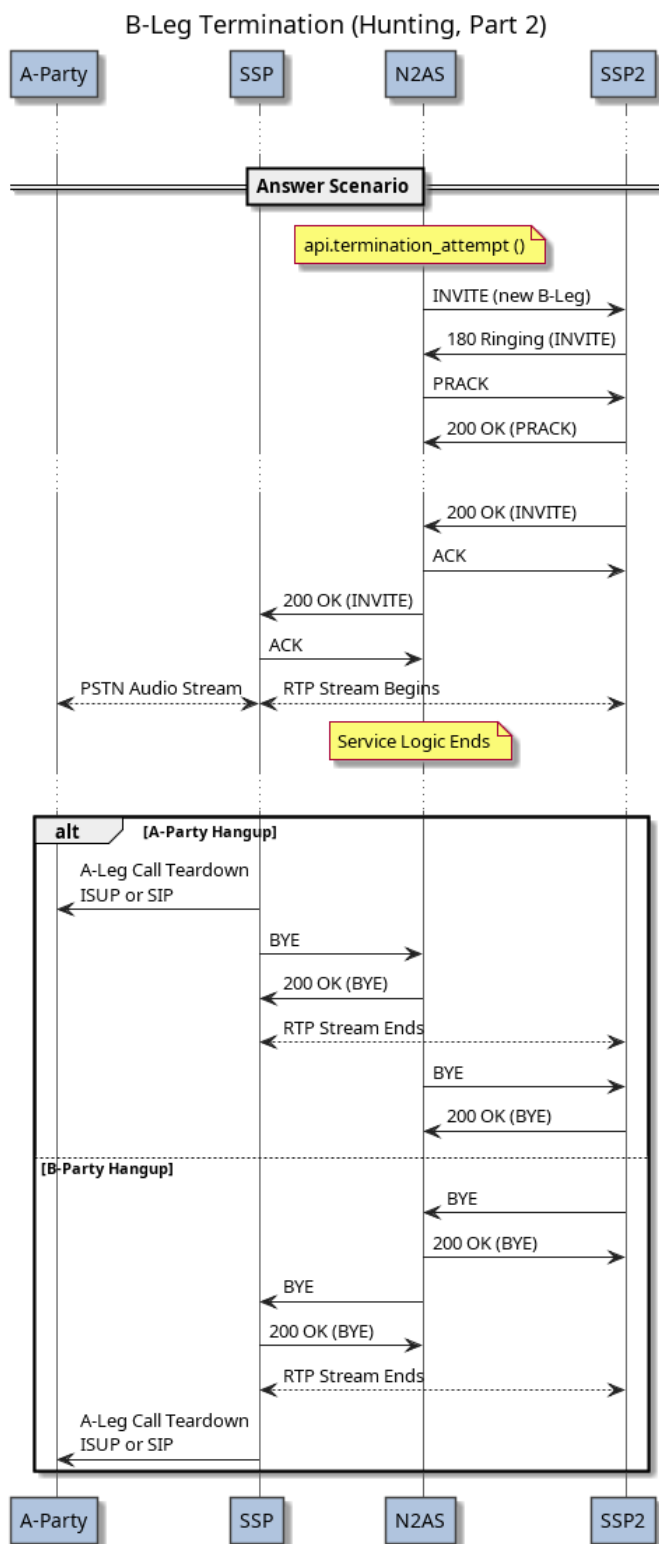 B-Leg Termination (Hunting, Part 2)
A-Party
SSP
N2AS
SSP2
Answer Scenario
api.termination_attempt ()
INVITE (new B-Leg)
180 Ringing (INVITE)
PRACK
200 OK (PRACK)
200 OK (INVITE)
ACK
200 OK (INVITE)
ACK
PSTN Audio Stream
RTP Stream Begins
Service Logic Ends
alt
[A-Party Hangup]
A-Leg Call Teardown
ISUP or SIP
BYE
200 OK (BYE)
RTP Stream Ends
BYE
200 OK (BYE)
[B-Party Hangup]
BYE
200 OK (BYE)
BYE
200 OK (BYE)
RTP Stream Ends
A-Leg Call Teardown
ISUP or SIP
A-Party
SSP
N2AS
SSP2